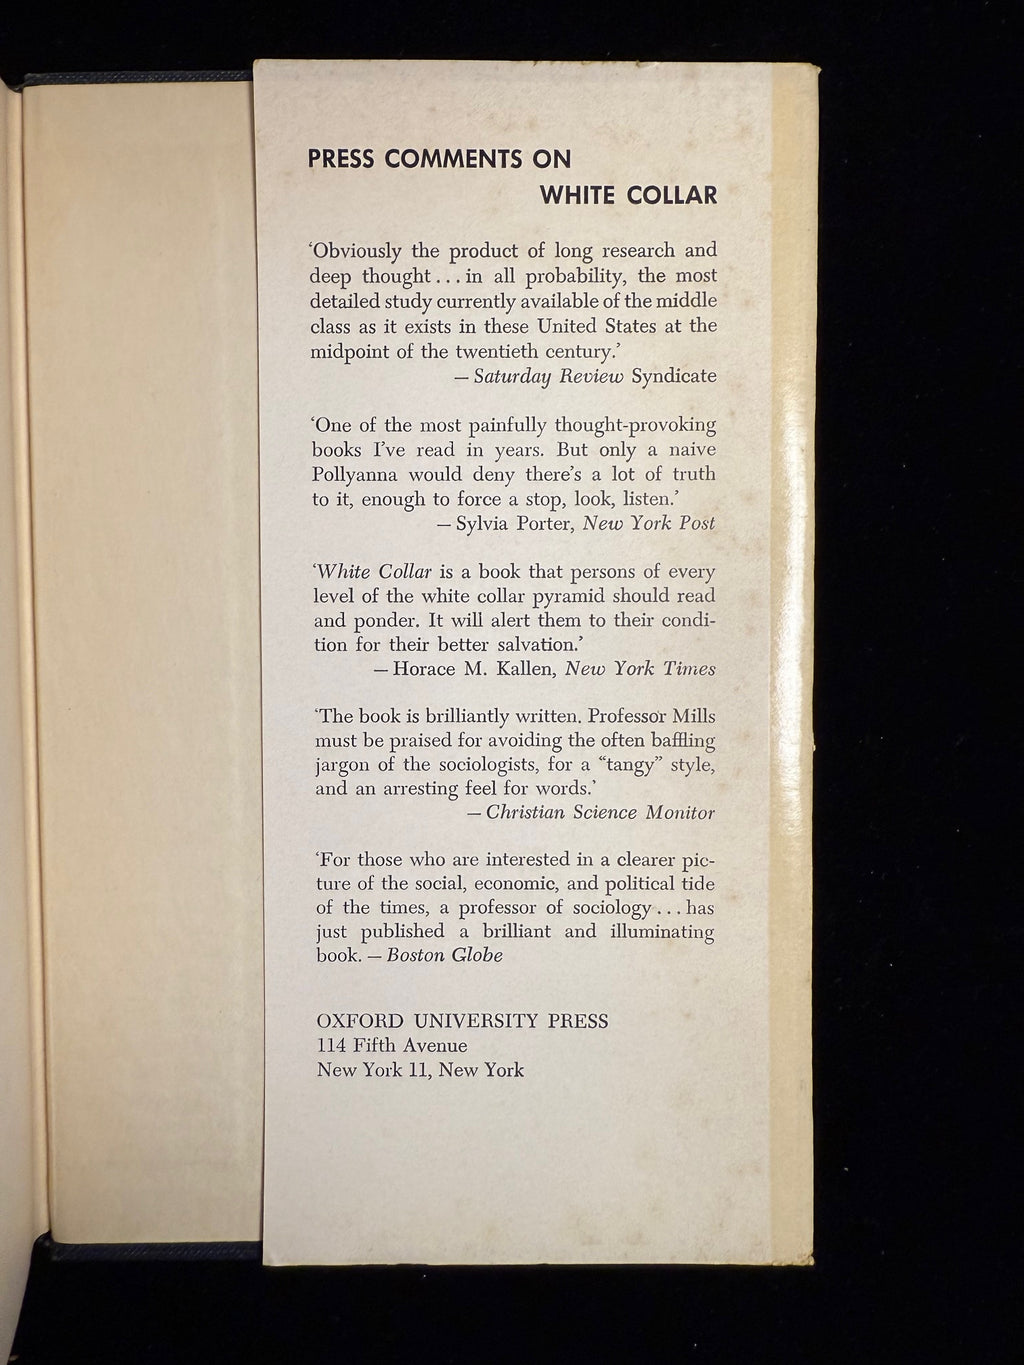 PRESS COMMENTS ON
WHITE COLLAR
‘Obviously the product of long research and
deep thought . . . in all probability, the most
detailed study currently available of the middle
class as it exists in these United States at the
midpoint of the twentieth century.’
— Saturday Review Syndicate
‘One of the most painfully thought-provoking
books I’ve read in years. But only a naive
Pollyanna would deny there’s a lot of truth
to it, enough to force a stop, look, listen.’
— Sylvia Porter, New York Post
‘White Collar is a book that persons of every
level of the white collar pyramid should read
and ponder. It will alert them to their condi-
tion for their better salvation.’
— Horace M. Kallen, New York Times
‘The book is brilliantly written. Professor Mills
must be praised for avoiding the often baffling
jargon of the sociologists, for a “tangy” style,
and an arresting feel for words.’
— Christian Science Monitor
‘For those who are interested in a clearer pic-
ture of the social, economic, and political tide
of the times, a professor of sociology . . . has
just published a brilliant and illuminating
book. — Boston Globe
OXFORD UNIVERSITY PRESS
114 Fifth Avenue
New York 11, New York